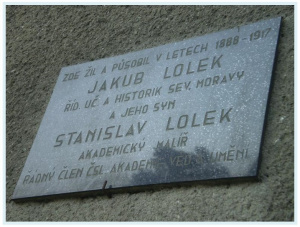 ZDE ŽIL A PŮSOBIL V LETECH 1888-1917
JAKUB LOLEK
ŘÍD. UČ. A HISTORIK SEV. MORAVY
A JEHO SYN
STANISLAV LOLEK
AKADEMICKÝ MALÍŘ
ŘÁDNÝ ČLEN ČSL. AKADEMIE VĚD A UMĚNÍ